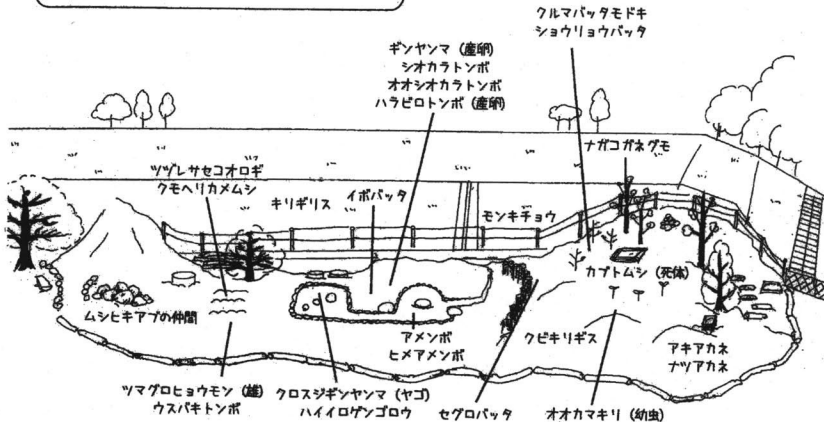 クルマバッタモドキ
ショウリョウバッタ
ギンヤンマ (産卵)
シオカラトンボ
オオシオカラトンボ
ハラビロトンボ (産卵)
ナガコガネグモ
ツヅレサセコオロギ
クモヘリカメムシ
キリギリス
イボバッタ
モンキチョウ
カブトムシ (死体)
ムシヒキアブの仲間
アメンボ
ヒメアメンボ
クビキリギス
アキアカネ
ナツアカネ
ツマグロヒョウモン (雄)
ウスバキトンボ
クロスジギンヤンマ (ヤゴ)
ハイイロゲンゴロウ
セグロバッタ
オオカマキリ (幼虫)